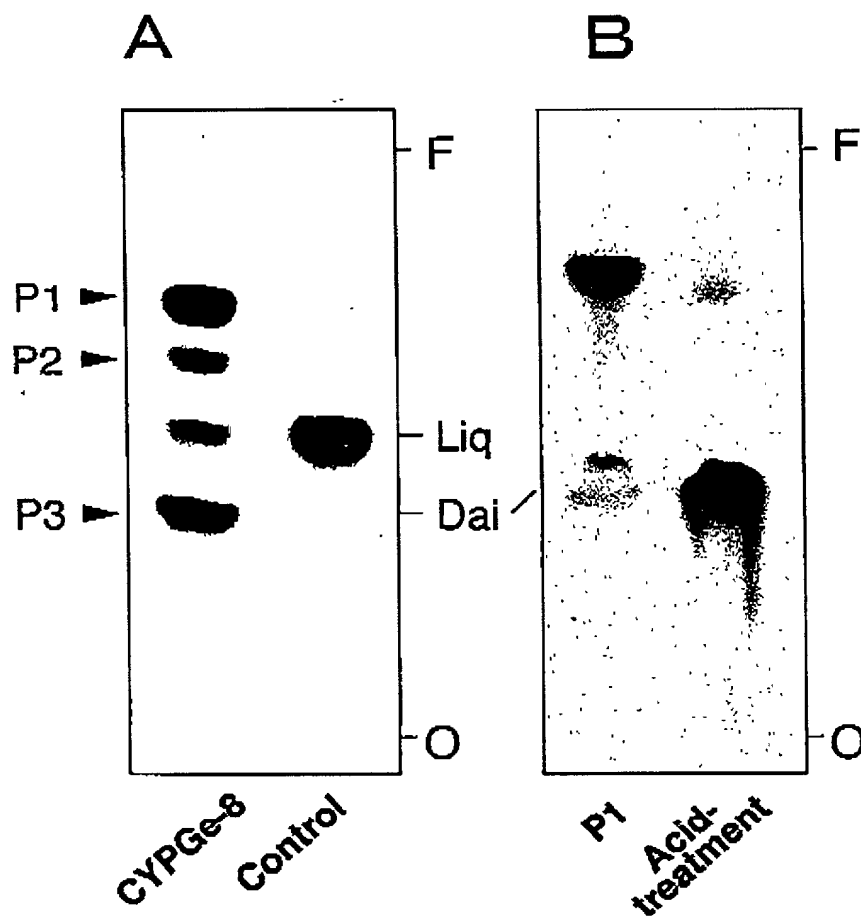 A
B
F
P1
P2
Liq
P3
Dai
O
CYPGe-8
Control
F
O
P1
Acid-
treatment